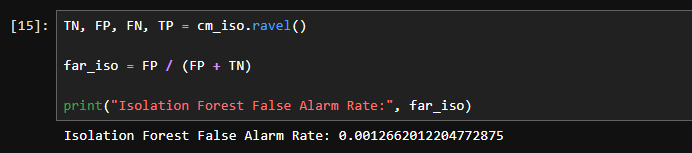 [15]: TN, FP, FN, TP = cm_iso.ravel()
far_iso = FP / (FP + TN)
print("Isolation Forest False Alarm Rate:", far_iso)
Isolation Forest False Alarm Rate: 0.0012662012204772875